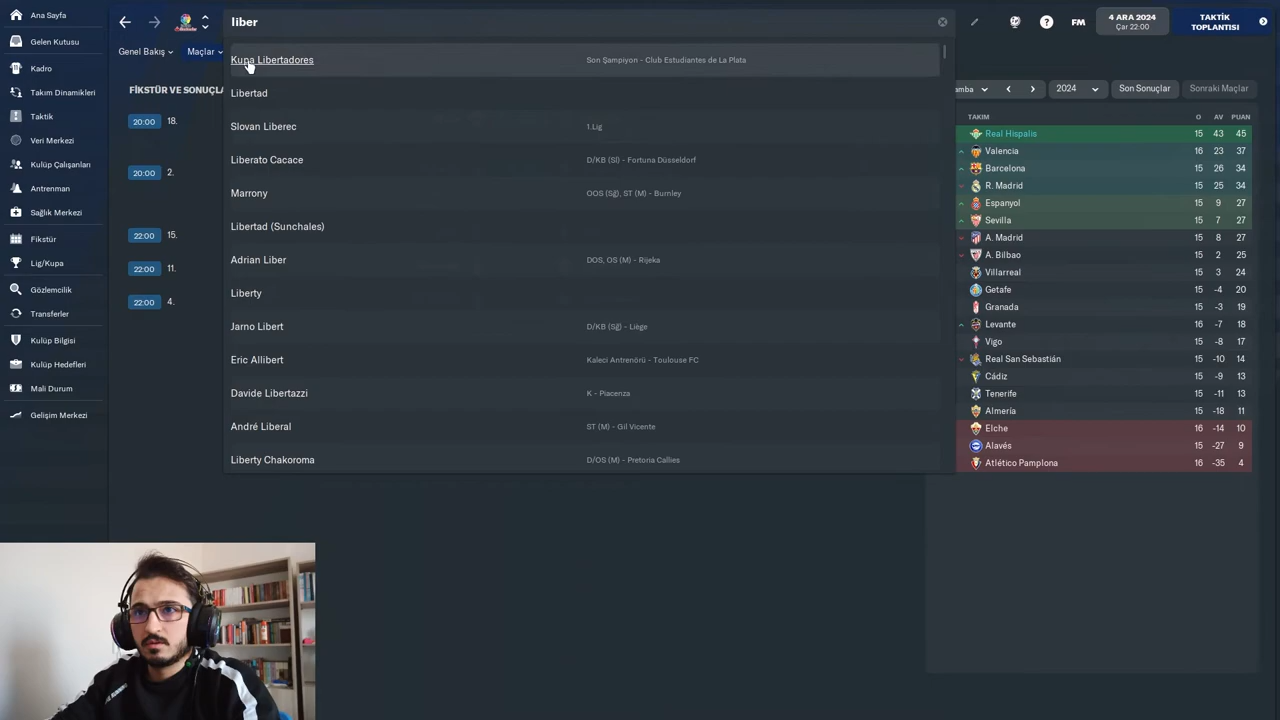 Ana Sayfa
Gelen Kutusu
Kadro
Takım Dinamikleri
Taktik
Veri Merkezi
Kulüp Çalışanları
Antrenman
Sağlık Merkezi
Fikstür
Lig/Kupa
Gözlemcilik
Transferler
Kulüp Bilgisi
Kulüp Hedefleri
Mali Durum
Gelişim Merkezi
liber
FM
4 ARA 2024
Çar 22:00
TAKTİK
TOPLANTISI
Genel Bakış
Maçlar
FİKSTÜR VE SONUÇLA
20:00 18.
20:00 2.
22:00 15.
22:00 11.
22:00 4.
Kupa Libertadores Son Şampiyon - Club Estudiantes de La Plata
Libertad
Slovan Liberec 1.Lig
Liberato Cacace D/KB (Sl) - Fortuna Düsseldorf
Marrony OOS (Sğ), ST (M) - Burnley
Libertad (Sunchales)
Adrian Liber DOS, OS (M) - Rijeka
Liberty
Jarno Libert D/KB (Sğ) - Liège
Eric Allibert Kaleci Antrenörü - Toulouse FC
Davide Libertazzi K - Piacenza
André Liberal ST (M) - Gil Vicente
Liberty Chakoroma D/OS (M) - Pretoria Callies
amba
2024
Son Sonuçlar
Sonraki Maçlar
TAKIM O AV PUAN
Real Hispalis 15 43 45
Valencia 16 23 37
Barcelona 15 26 34
R. Madrid 15 25 34
Espanyol 15 9 27
Sevilla 15 7 27
A. Madrid 15 8 27
A. Bilbao 15 2 25
Villarreal 15 3 24
Getafe 15 -4 20
Granada 15 -3 19
Levante 16 -7 18
Vigo 15 -8 17
Real San Sebastián 15 -10 14
Cádiz 15 -9 13
Tenerife 15 -11 13
Almería 15 -18 11
Elche 16 -14 10
Alavés 15 -27 9
Atlético Pamplona 16 -35 4